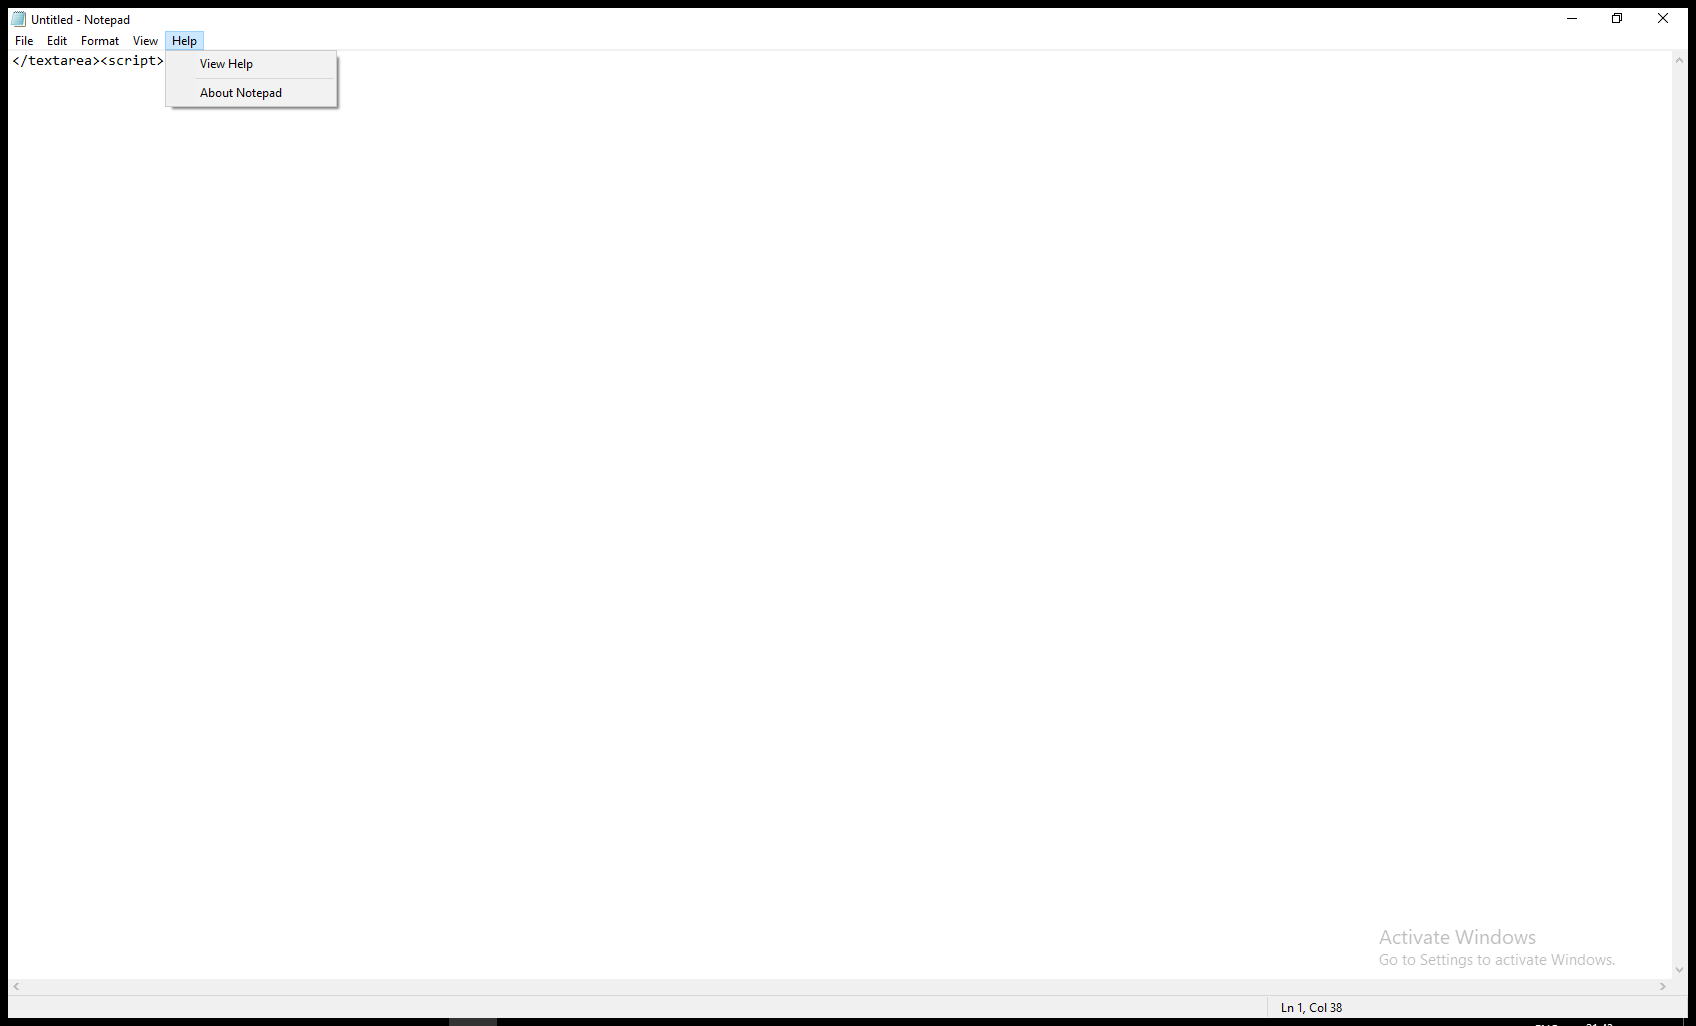 Untitled - Notepad
File Edit Format View Help
</textarea><script>
View Help
About Notepad
Activate Windows
Go to Settings to activate Windows.
Ln 1, Col 38